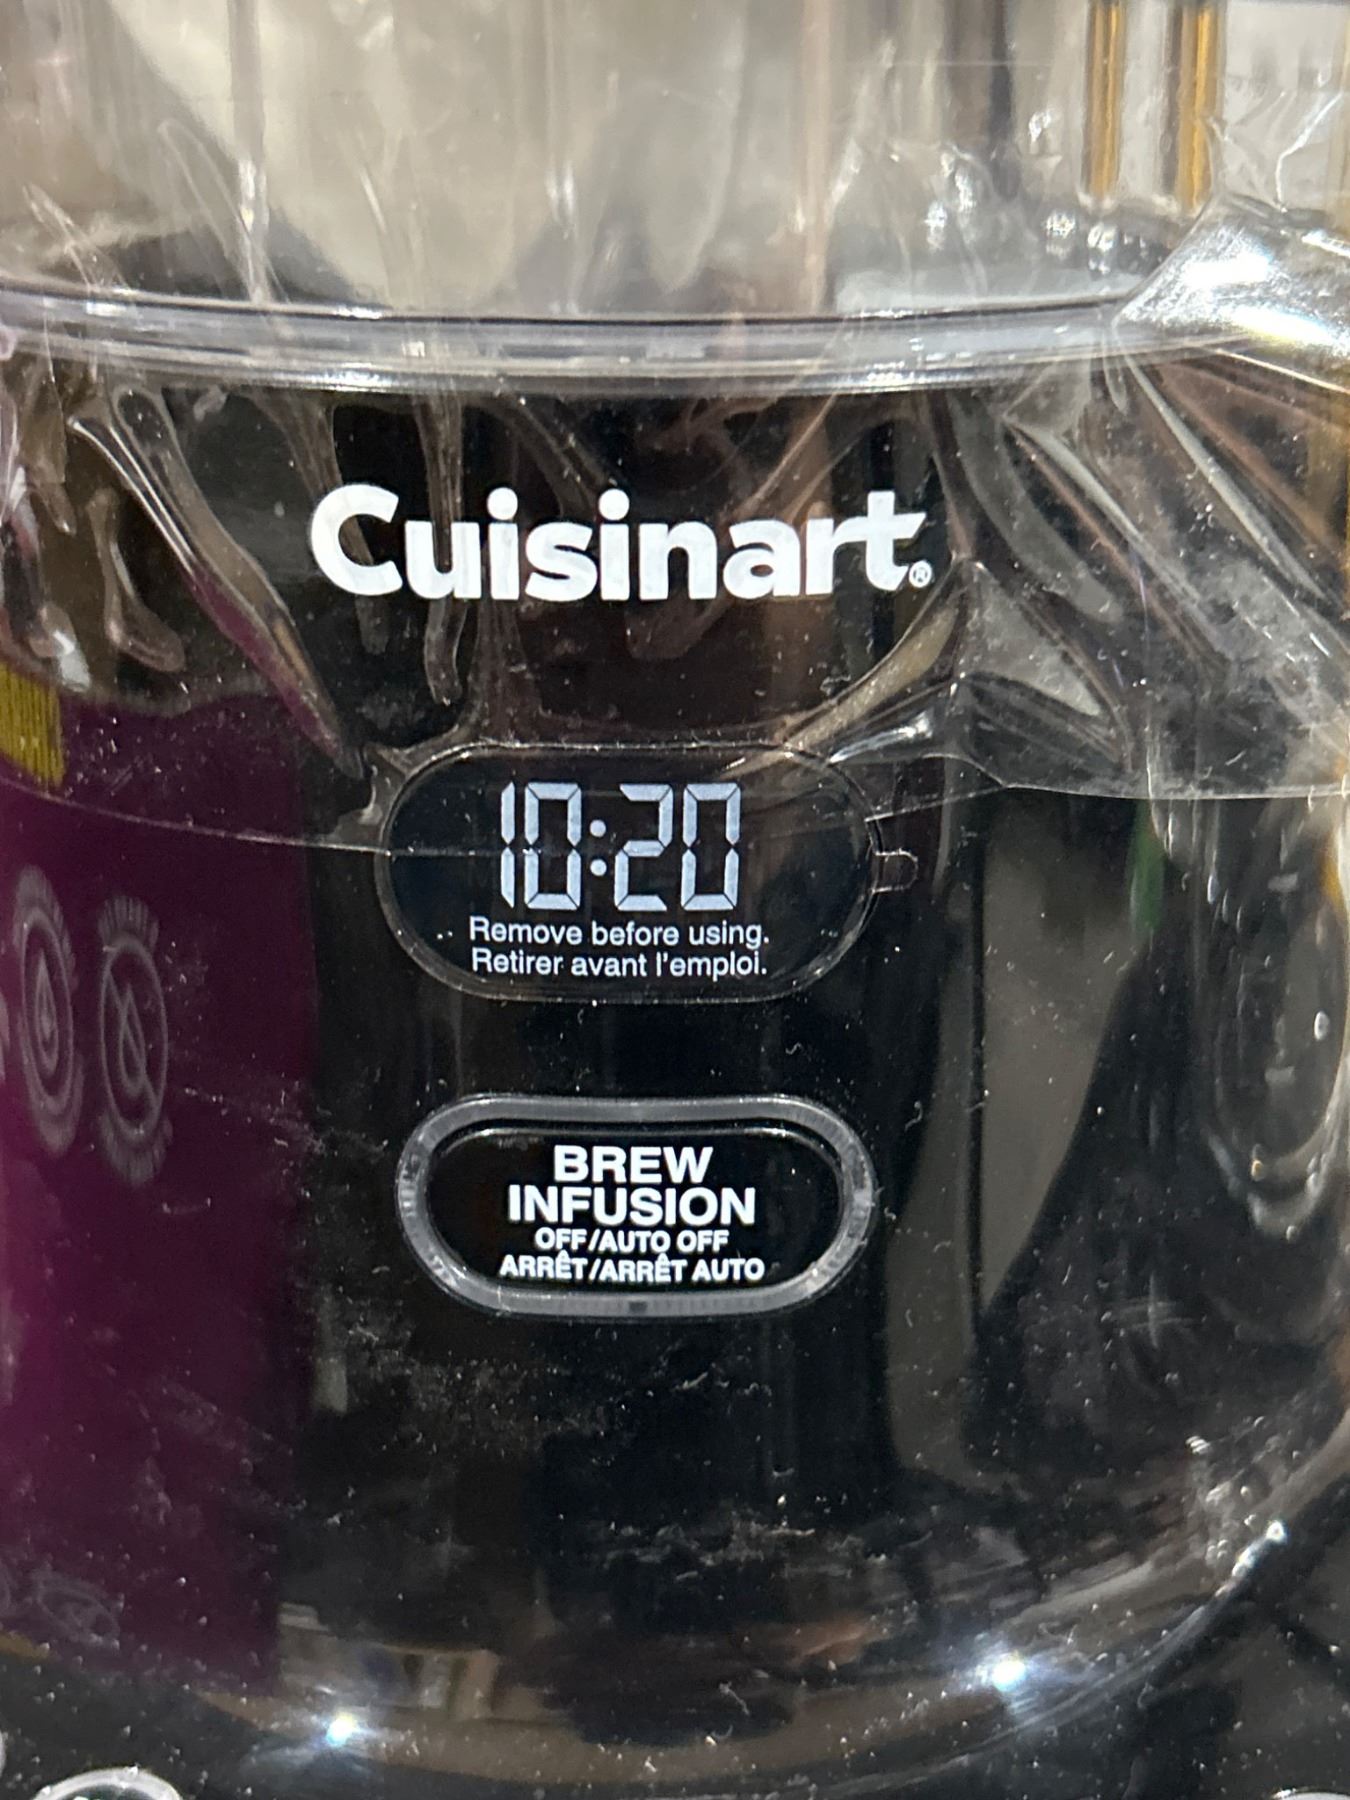 Cuisinart®
10:20
Remove before using.
Retirer avant l'emploi.
BREW
INFUSION
OFF/AUTO OFF
ARRÊT/ARRÊT AUTO